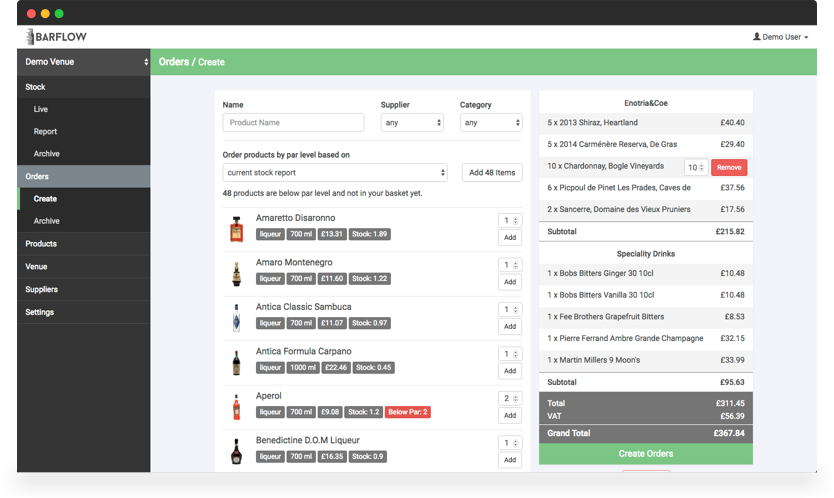 BARFLOW
Demo User
Demo Venue
Orders / Create
Stock
Live
Report
Archive
Orders
Create
Archive
Products
Venue
Suppliers
Settings
Name Supplier Category
Product Name any any
Order products by par level based on
current stock report Add 48 Items
48 products are below par level and not in your basket yet.
Amaretto Disaronno 1
liqueur 700 ml £13.31 Stock: 1.89 Add
Amaro Montenegro 1
liqueur 700 ml £11.60 Stock: 1.22 Add
Antica Classic Sambuca 1
liqueur 700 ml £11.07 Stock: 0.97 Add
Antica Formula Carpano 1
liqueur 1000 ml £22.46 Stock: 0.45 Add
Aperol 2
liqueur 700 ml £9.08 Stock: 1.2 Below Par: 2 Add
Benedictine D.O.M Liqueur 1
liqueur 700 ml £16.35 Stock: 0.9 Add
Enotria&Coe
5 x 2013 Shiraz, Heartland £40.40
5 x 2014 Carménère Reserva, De Gras £29.40
10 x Chardonnay, Bogle Vineyards 10 Remove
6 x Picpoul de Pinet Les Prades, Caves de £37.56
2 x Sancerre, Domaine des Vieux Pruniers £17.56
Subtotal £215.82
Speciality Drinks
1 x Bobs Bitters Ginger 30 10cl £10.48
1 x Bobs Bitters Vanilla 30 10cl £10.48
1 x Fee Brothers Grapefruit Bitters £8.53
1 x Pierre Ferrand Ambre Grande Champagne £32.15
1 x Martin Millers 9 Moon's £33.99
Subtotal £95.63
Total £311.45
VAT £56.39
Grand Total £367.84
Create Orders